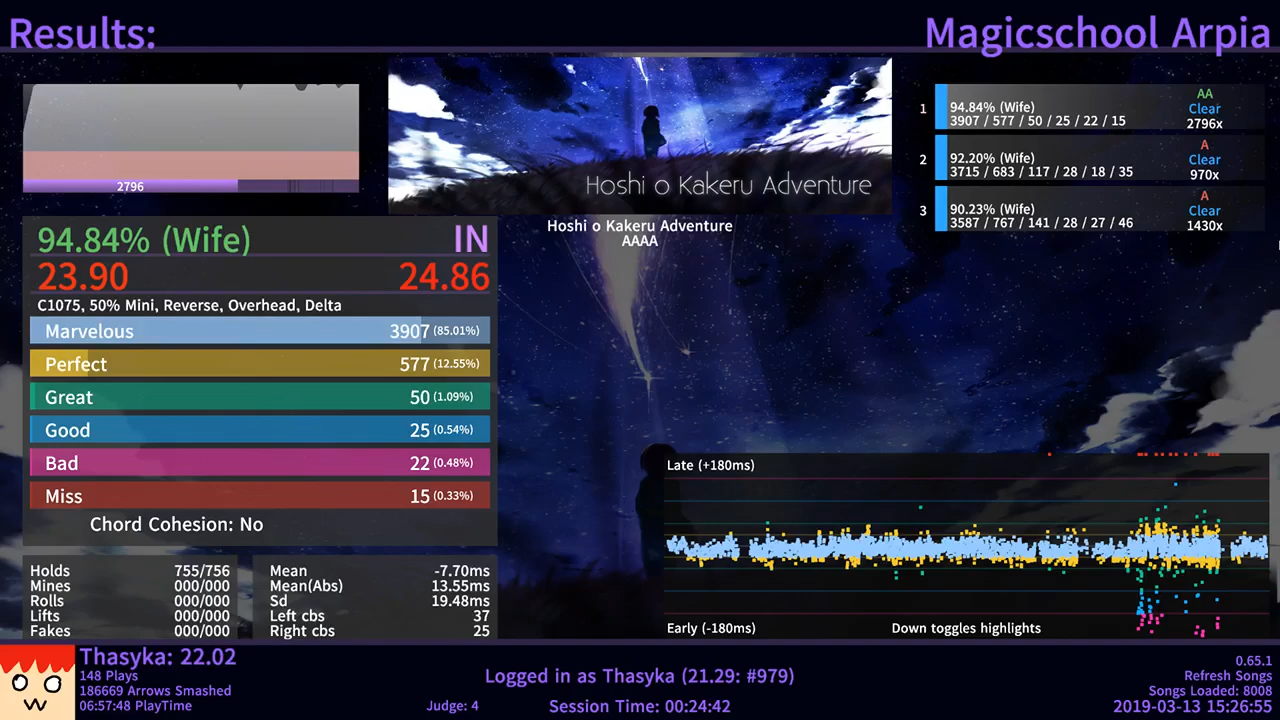 Results:
Magicschool Arpia
2796
Hoshi o Kakeru Adventure
Hoshi o Kakeru Adventure
AAAA
1
94.84% (Wife)
3907 / 577 / 50 / 25 / 22 / 15
AA
Clear
2796x
2
92.20% (Wife)
3715 / 683 / 117 / 28 / 18 / 35
A
Clear
970x
3
90.23% (Wife)
3587 / 767 / 141 / 28 / 27 / 46
A
Clear
1430x
94.84% (Wife) IN
23.90 24.86
C1075, 50% Mini, Reverse, Overhead, Delta
Marvelous 3907 (85.01%)
Perfect 577 (12.55%)
Great 50 (1.09%)
Good 25 (0.54%)
Bad 22 (0.48%)
Miss 15 (0.33%)
Chord Cohesion: No
Holds 755/756
Mines 000/000
Rolls 000/000
Lifts 000/000
Fakes 000/000
Mean -7.70ms
Mean(Abs) 13.55ms
Sd 19.48ms
Left cbs 37
Right cbs 25
Late (+180ms)
Early (-180ms)
Down toggles highlights
Thasyka: 22.02
148 Plays
186669 Arrows Smashed
06:57:48 PlayTime
Judge: 4
Logged in as Thasyka (21.29: #979)
Session Time: 00:24:42
0.65.1
Refresh Songs
Songs Loaded: 8008
2019-03-13 15:26:55